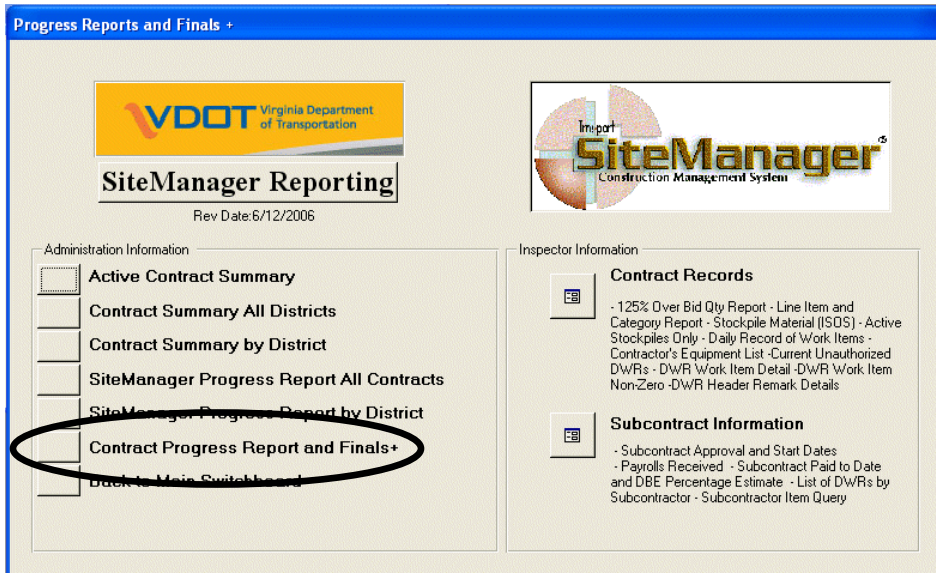 Progress Reports and Finals +
VDOT Virginia Department
of Transportation
SiteManager Reporting
Rev Date:6/12/2006
Trns•port
SiteManager®
Construction Management System
Administration Information
Active Contract Summary
Contract Summary All Districts
Contract Summary by District
SiteManager Progress Report All Contracts
SiteManager Progress Report by District
Contract Progress Report and Finals+
Back to Main Switchboard
Inspector Information
Contract Records
- 125% Over Bid Qty Report - Line Item and
Category Report - Stockpile Material (ISOS) - Active
Stockpiles Only - Daily Record of Work Items -
Contractor's Equipment List -Current Unauthorized
DWRs - DWR Work Item Detail -DWR Work Item
Non-Zero -DWR Header Remark Details
Subcontract Information
- Subcontract Approval and Start Dates
- Payrolls Received - Subcontract Paid to Date
and DBE Percentage Estimate - List of DWRs by
Subcontractor - Subcontractor Item Query